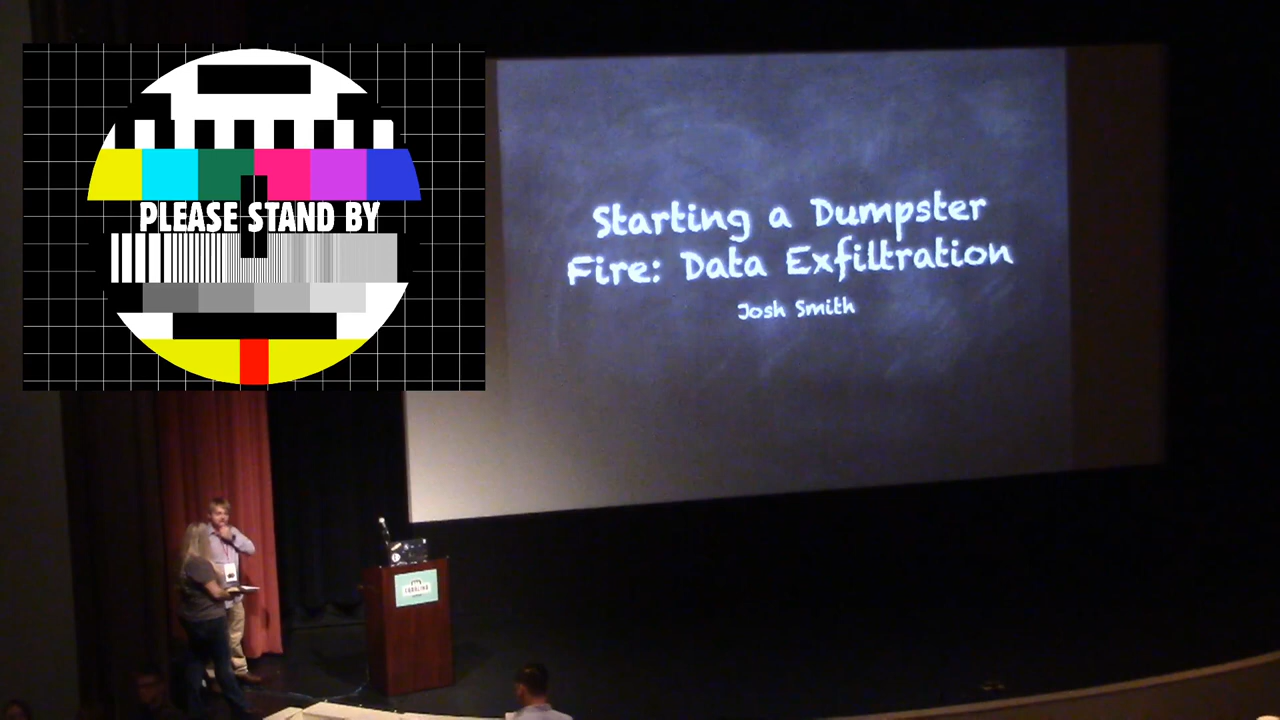 PLEASE STAND BY
Starting a Dumpster
Fire: Data Exfiltration
Josh Smith